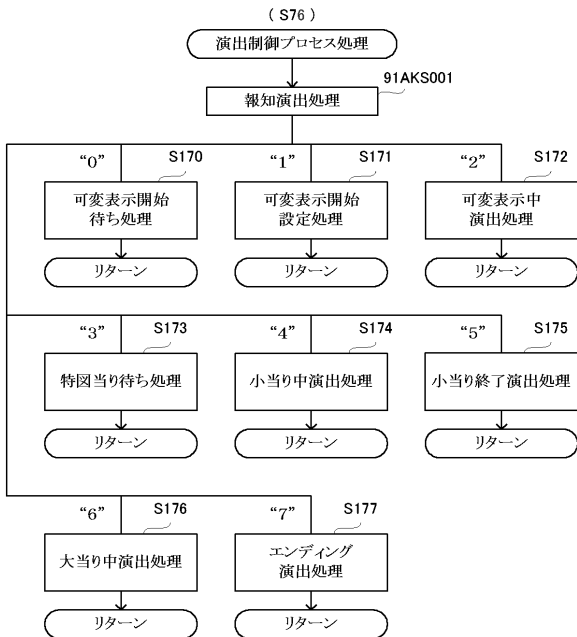 ( S76 )
演出制御プロセス処理
91AKS001
報知演出処理
“0”
S170
“1”
S171
“2”
S172
可変表示開始
待ち処理
可変表示開始
設定処理
可変表示中
演出処理
リターン
リターン
リターン
“3”
S173
“4”
S174
“5”
S175
特図当り待ち処理
小当り中演出処理
小当り終了演出処理
リターン
リターン
リターン
“6”
S176
“7”
S177
大当り中演出処理
エンディング
演出処理
リターン
リターン